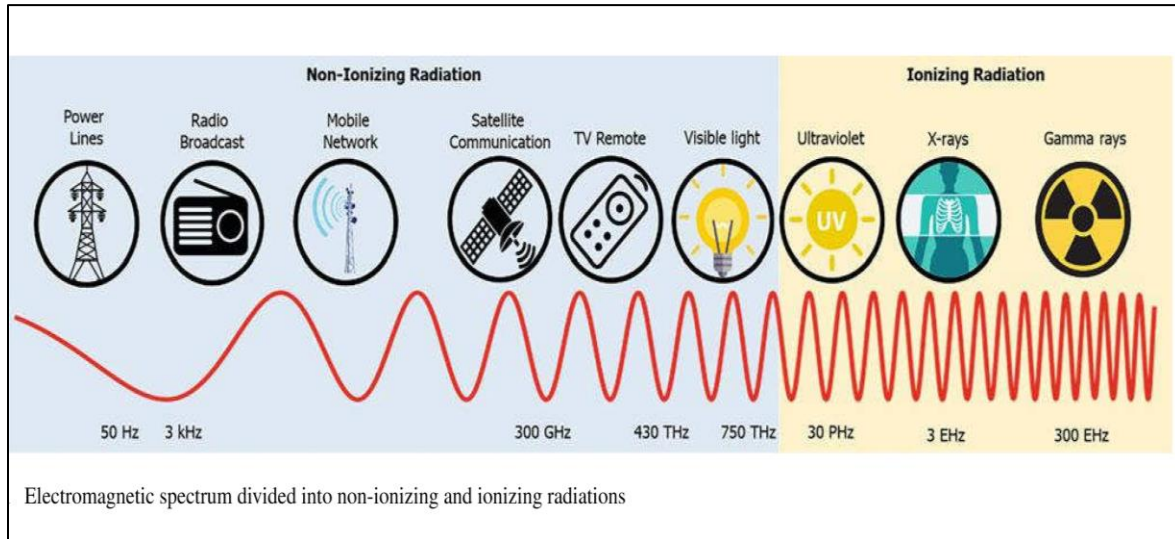 Non-Ionizing Radiation
Ionizing Radiation
Power
Lines
Radio
Broadcast
Mobile
Network
Satellite
Communication
TV Remote
Visible light
Ultraviolet
X-rays
Gamma rays
UV
50 Hz
3 kHz
300 GHz
430 THz
750 THz
30 PHz
3 EHz
300 EHz
Electromagnetic spectrum divided into non-ionizing and ionizing radiations